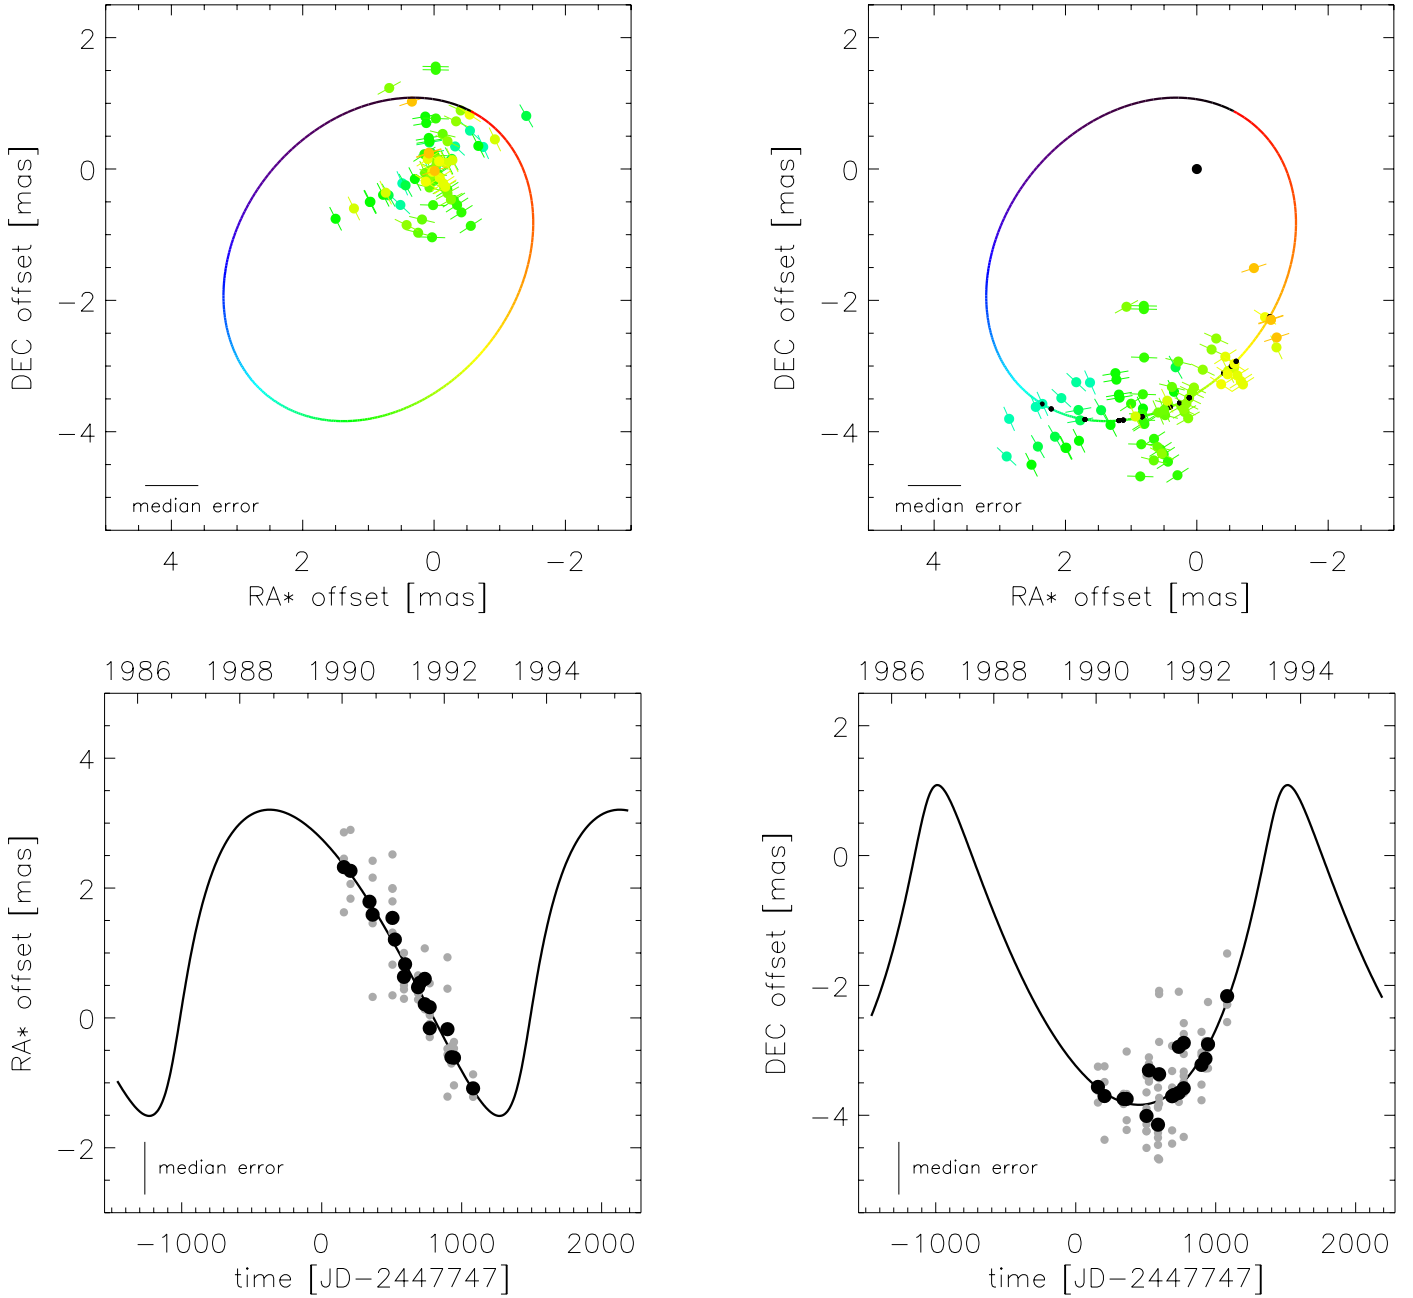 2
0
−2
−4
DEC offset [mas]
median error
4 2 0 −2
RA* offset [mas]
2
0
−2
−4
DEC offset [mas]
median error
4 2 0 −2
RA* offset [mas]
1986 1988 1990 1992 1994
4
2
0
−2
RA* offset [mas]
median error
−1000 0 1000 2000
time [JD−2447747]
1986 1988 1990 1992 1994
2
0
−2
−4
DEC offset [mas]
median error
−1000 0 1000 2000
time [JD−2447747]